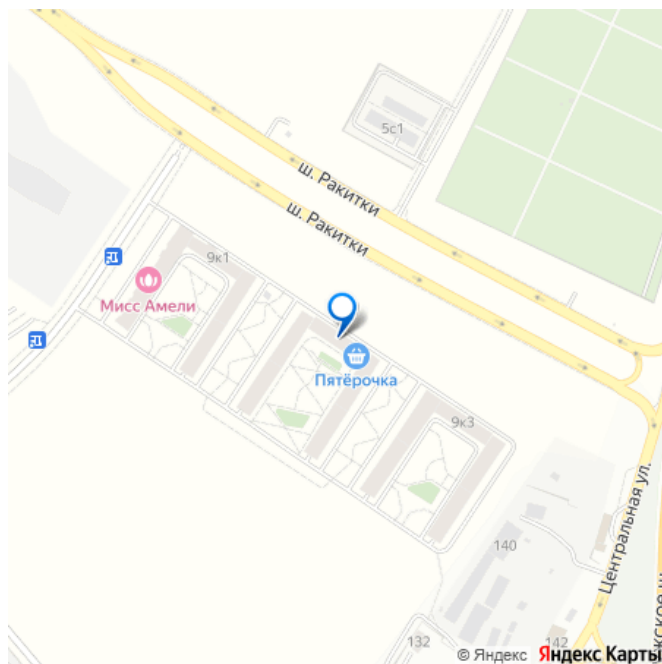 5с1
ш. Ракитки
ш. Ракитки
9к1
Мисс Амели
Пятёрочка
9к3
Центральная ул.
140
132
142
© Яндекс Яндекс Карты